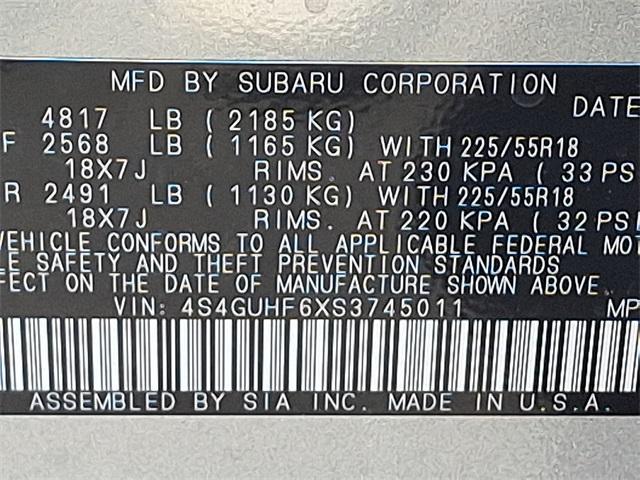 MFD BY SUBARU CORPORATION DATE
4817 LB ( 2185 KG)
F 2568 LB ( 1165 KG) WITH 225/55R18
18X7J RIMS. AT 230 KPA ( 33 PS
R 2491 LB ( 1130 KG) WITH 225/55R18
18X7J RIMS. AT 220 KPA ( 32 PSI
VEHICLE CONFORMS TO ALL APPLICABLE FEDERAL MOT
LE SAFETY AND THEFT PREVENTION STANDARDS
FFECT ON THE DATE OF MANUFACTURE SHOWN ABOVE.
VIN: 4S4GUHF6XS3745011 MP
ASSEMBLED BY SIA INC. MADE IN U.S.A.